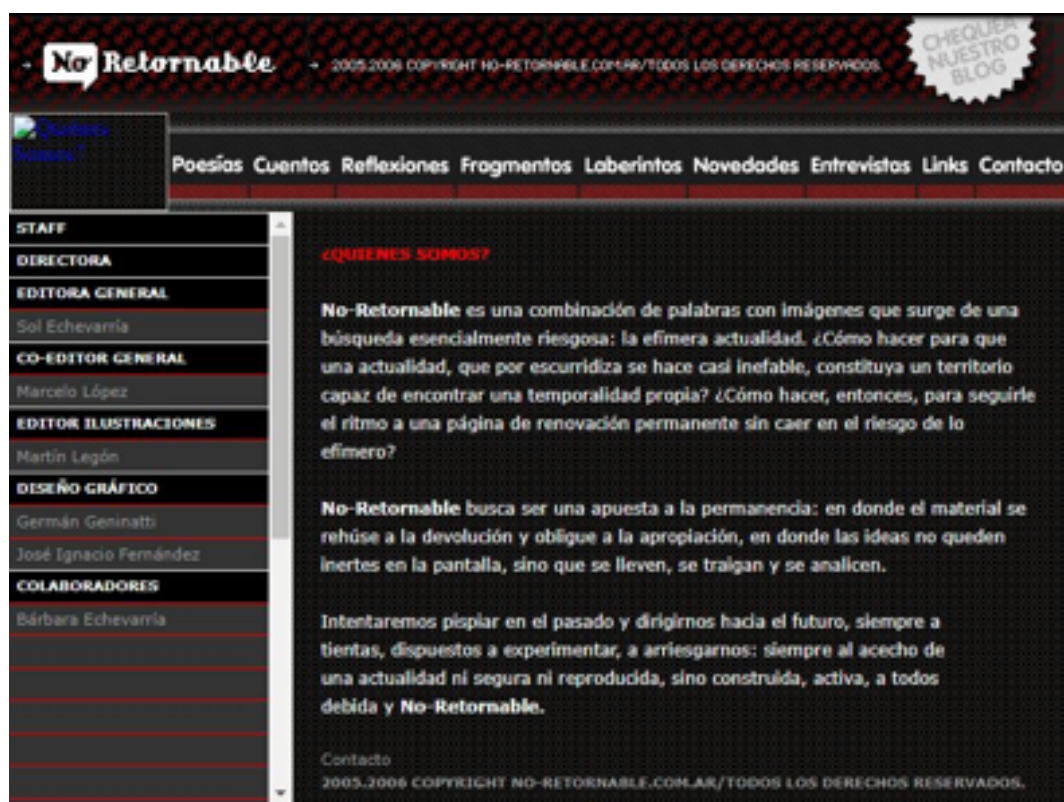 No Retornable
2005.2006 COPYRIGHT NO-RETORNABLE.COM.AR/TODOS LOS DERECHOS RESERVADOS.
CHEQUEA
NUESTRO
BLOG
Quienes
Somos?
Poesías Cuentos Reflexiones Fragmentos Laberintos Novedades Entrevistas Links Contacto
STAFF
DIRECTORA
EDITORA GENERAL
Sol Echevarría
CO-EDITOR GENERAL
Marcelo López
EDITOR ILUSTRACIONES
Martín Legón
DISEÑO GRÁFICO
Germán Geninatti
José Ignacio Fernández
COLABORADORES
Bárbara Echevarría
¿QUIENES SOMOS?
No-Retornable es una combinación de palabras con imágenes que surge de una
búsqueda esencialmente riesgosa: la efímera actualidad. ¿Cómo hacer para que
una actualidad, que por escurridiza se hace casi inefable, constituya un territorio
capaz de encontrar una temporalidad propia? ¿Cómo hacer, entonces, para seguirle
el ritmo a una página de renovación permanente sin caer en el riesgo de lo
efímero?
No-Retornable busca ser una apuesta a la permanencia: en donde el material se
rehúse a la devolución y obligue a la apropiación, en donde las ideas no queden
inertes en la pantalla, sino que se lleven, se traigan y se analicen.
Intentaremos pispiar en el pasado y dirigirnos hacia el futuro, siempre a
tientas, dispuestos a experimentar, a arriesgarnos: siempre al acecho de
una actualidad ni segura ni reproducida, sino construida, activa, a todos
debida y No-Retornable.
Contacto
2005.2006 COPYRIGHT NO-RETORNABLE.COM.AR/TODOS LOS DERECHOS RESERVADOS.